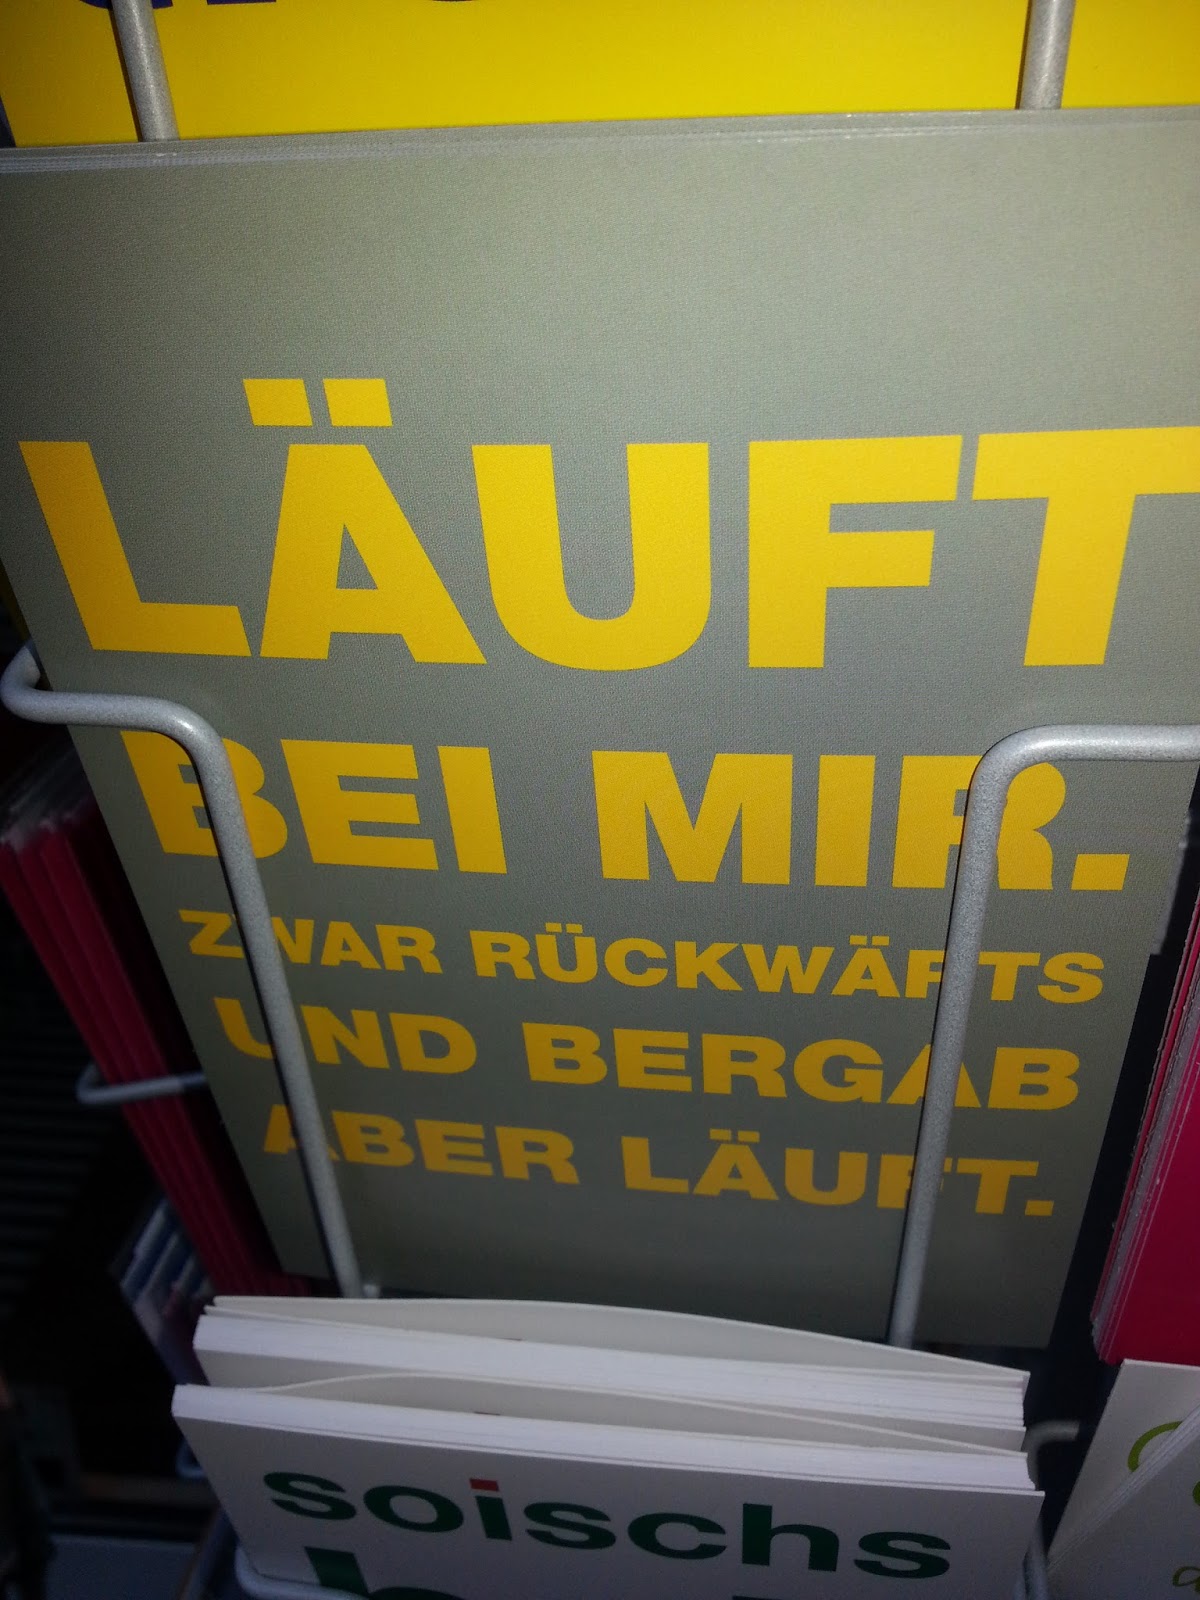 LÄUFT
BEI MIR.
ZWAR RÜCKWÄRTS
UND BERGAB
ABER LÄUFT.
soischs